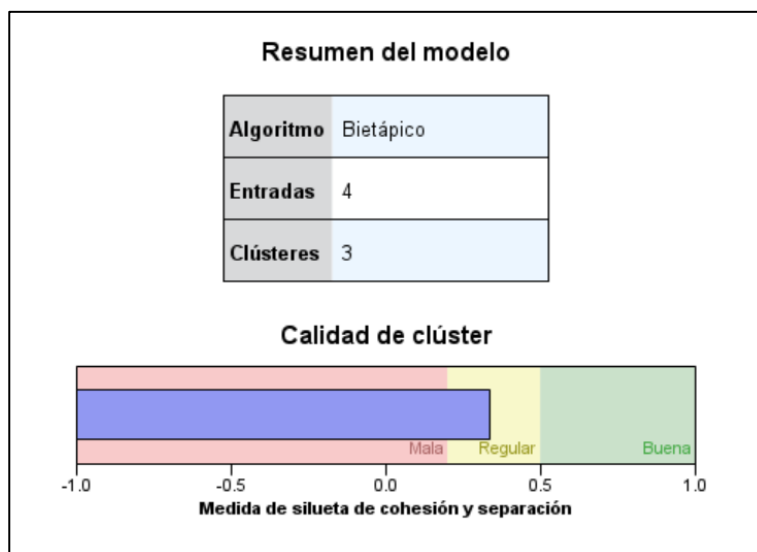 Resumen del modelo
Algoritmo Bietápico
Entradas 4
Clústeres 3
Calidad de clúster
Mala Regular Buena
-1.0 -0.5 0.0 0.5 1.0
Medida de silueta de cohesión y separación